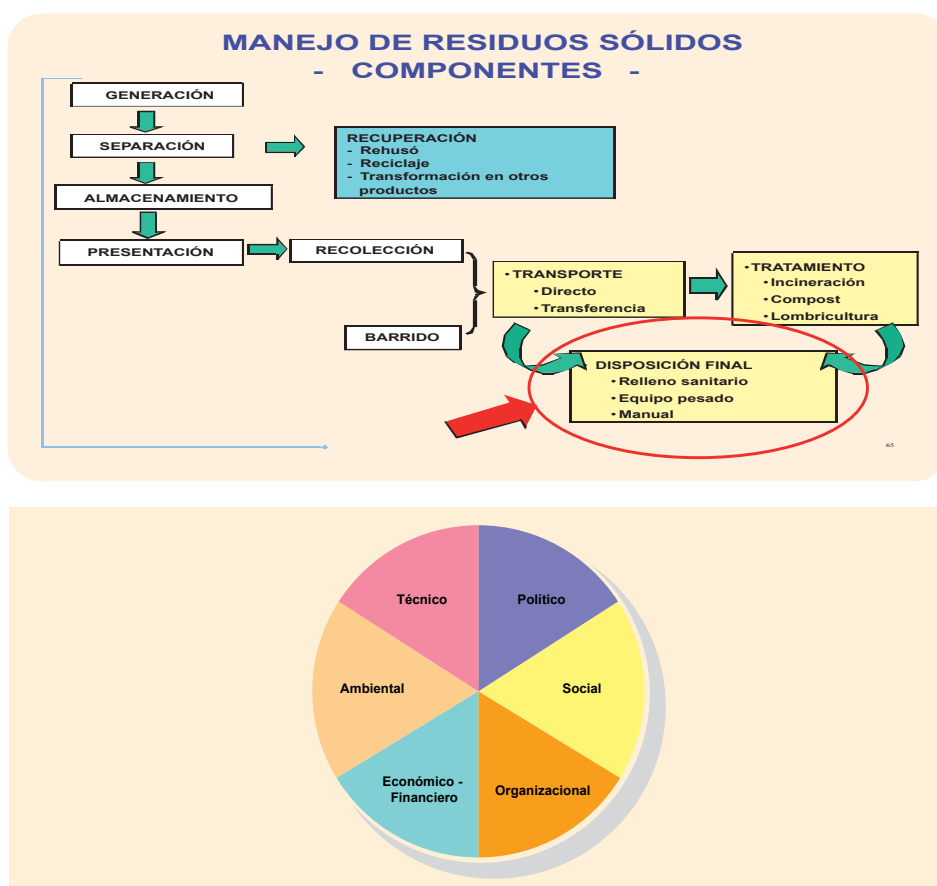 MANEJO DE RESIDUOS SÓLIDOS
- COMPONENTES -
GENERACIÓN
SEPARACIÓN
RECUPERACIÓN
- Rehusó
- Reciclaje
- Transformación en otros
productos
ALMACENAMIENTO
PRESENTACIÓN
RECOLECCIÓN
BARRIDO
•TRANSPORTE
•Directo
•Transferencia
•TRATAMIENTO
•Incineración
•Compost
•Lombricultura
DISPOSICIÓN FINAL
•Relleno sanitario
•Equipo pesado
•Manual
65
Técnico
Político
Ambiental
Social
Económico -
Financiero
Organizacional